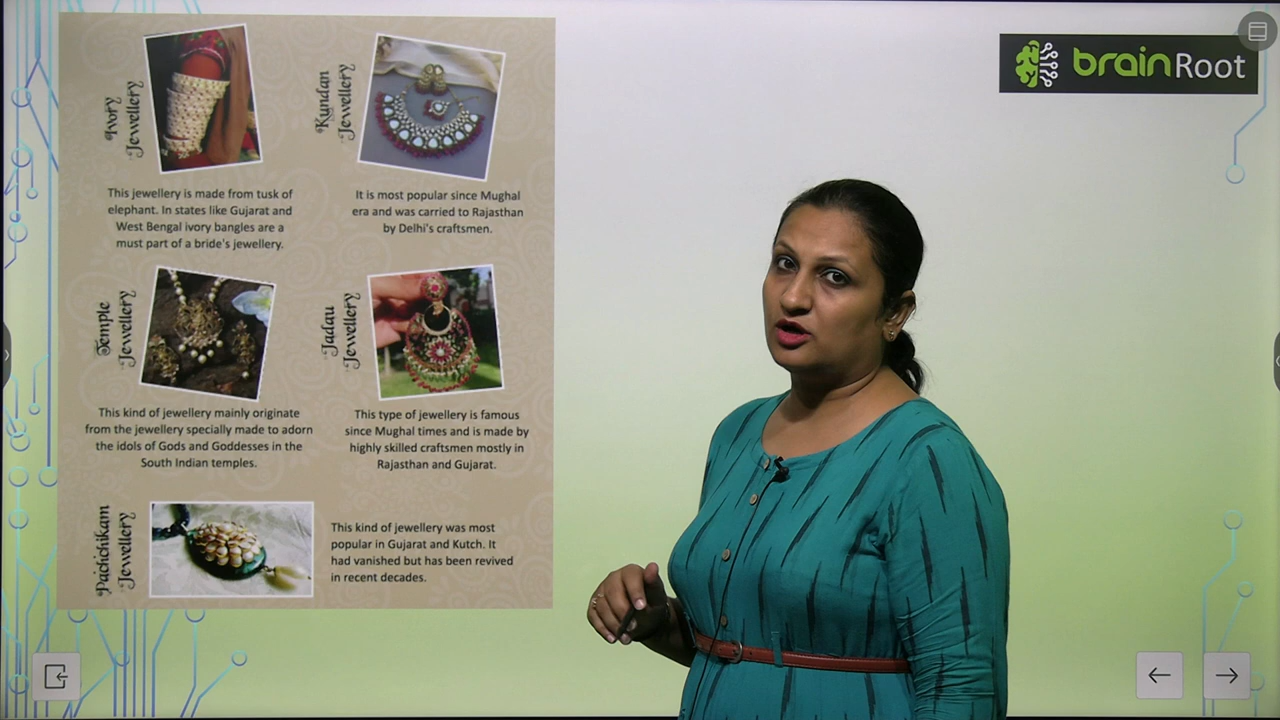 brainRoot
Ivory
Jewellery
This jewellery is made from tusk of
elephant. In states like Gujarat and
West Bengal ivory bangles are a
must part of a bride's jewellery.
Kundan
Jewellery
It is most popular since Mughal
era and was carried to Rajasthan
by Delhi's craftsmen.
Temple
Jewellery
This kind of jewellery mainly originate
from the jewellery specially made to adorn
the idols of Gods and Goddesses in the
South Indian temples.
Jadau
Jewellery
This type of jewellery is famous
since Mughal times and is made by
highly skilled craftsmen mostly in
Rajasthan and Gujarat.
Pachchikam
Jewellery
This kind of jewellery was most
popular in Gujarat and Kutch. It
had vanished but has been revived
in recent decades.